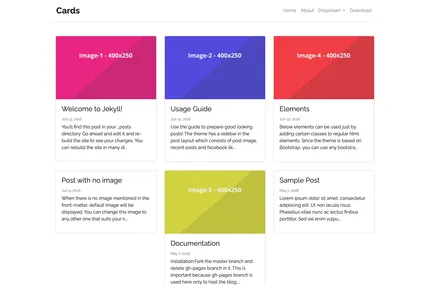 Cards
Home About Dropdown Download
Image-1 - 400x250
Welcome to Jekyll!
Jun 13, 2018
You'll find this post in your _posts
directory. Go ahead and edit it and re-
build the site to see your changes. You
can rebuild the site in many di...
Image-2 - 400x250
Usage Guide
Jun 12, 2018
Use the guide to prepare good looking
posts! The theme has a sidebar in the
post layout which consists of post image,
recent posts and facebook lik...
Image-4 - 400x250
Elements
Jun 10, 2018
Below elements can be used just by
adding certain classes to regular html
elements. Since the theme is based on
Bootstrap, you can use any bootstra...
Post with no image
Jun 9, 2018
When there is no image mentioned in the
front-matter, default image will be
displayed. You can change this image to
any other one that suits your n...
Image-5 - 400x250
Documentation
May 7, 2018
Installation:Fork the master branch and
delete gh-pages branch in it. This is
important because gh-pages branch is
used here only to host the blog....
Sample Post
May 1, 2018
Lorem ipsum dolor sit amet, consectetur
adipiscing elit. Ut in iaculis risus.
Phasellus vitae nunc ac lectus finibus
porttitor. Sed vel enim vulpu...